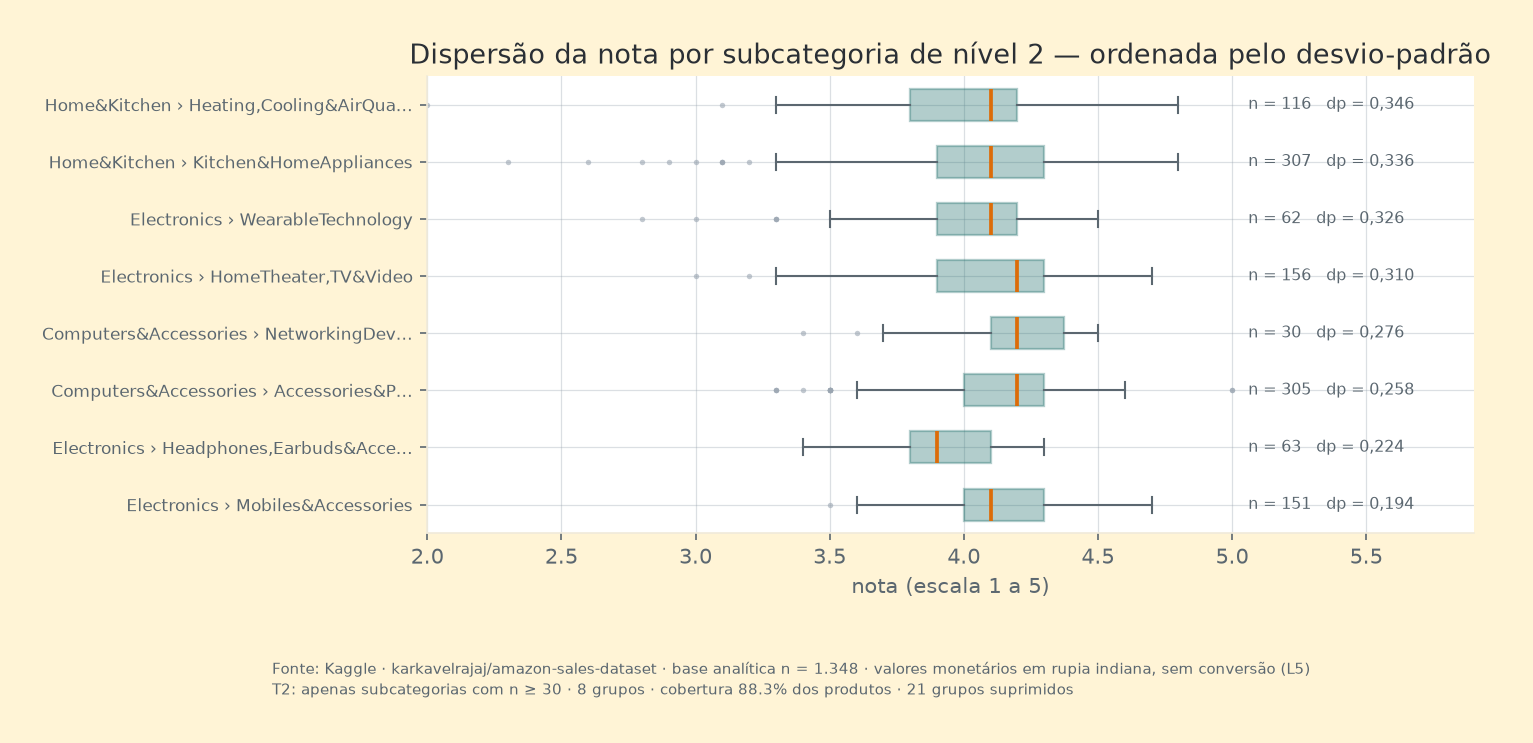 Dispersão da nota por subcategoria de nível 2 — ordenada pelo desvio-padrão
Home&Kitchen › Heating,Cooling&AirQua… n = 116 dp = 0,346
Home&Kitchen › Kitchen&HomeAppliances n = 307 dp = 0,336
Electronics › WearableTechnology n = 62 dp = 0,326
Electronics › HomeTheater,TV&Video n = 156 dp = 0,310
Computers&Accessories › NetworkingDev… n = 30 dp = 0,276
Computers&Accessories › Accessories&P… n = 305 dp = 0,258
Electronics › Headphones,Earbuds&Acce… n = 63 dp = 0,224
Electronics › Mobiles&Accessories n = 151 dp = 0,194
2.0 2.5 3.0 3.5 4.0 4.5 5.0 5.5
nota (escala 1 a 5)
Fonte: Kaggle · karkavelrajaj/amazon-sales-dataset · base analítica n = 1.348 · valores monetários em rupia indiana, sem conversão (L5)
T2: apenas subcategorias com n ≥ 30 · 8 grupos · cobertura 88.3% dos produtos · 21 grupos suprimidos